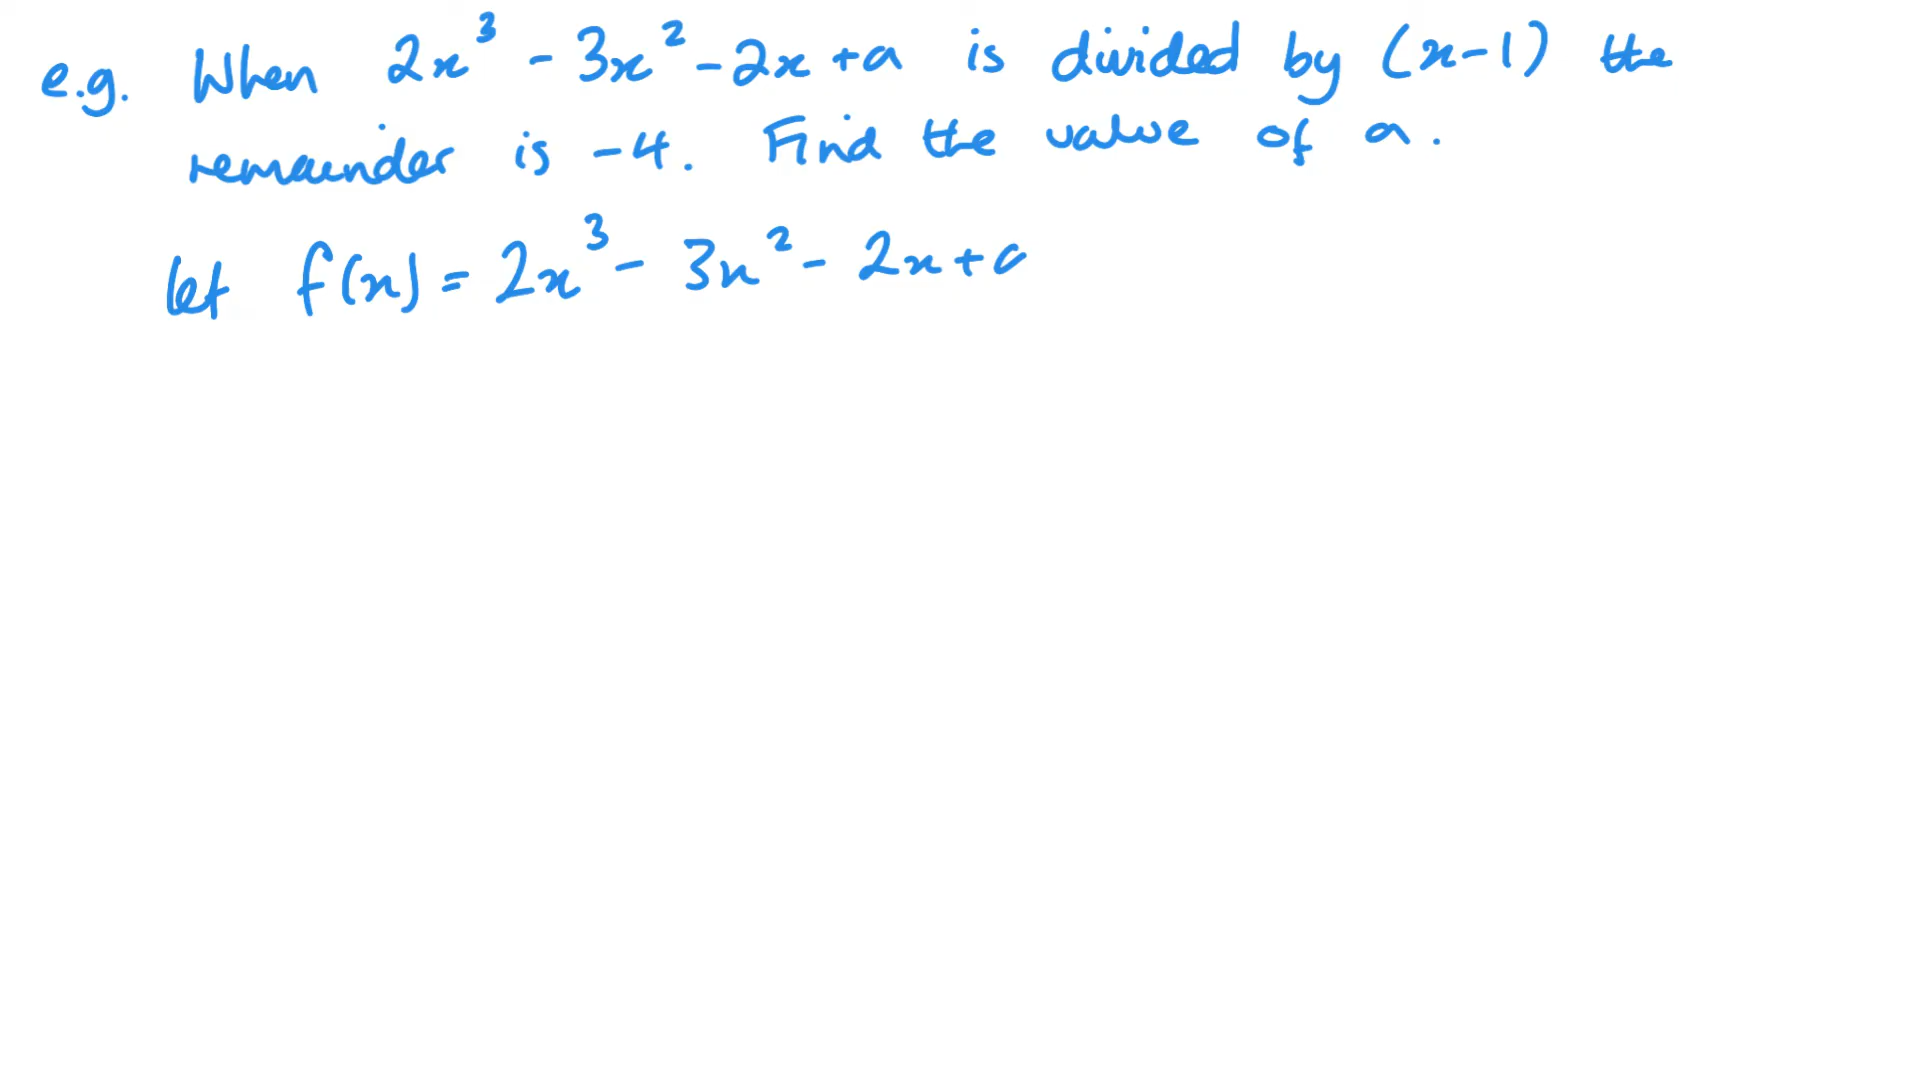 e.g. When 2x³ - 3x² - 2x + a is divided by (x-1) the
remainder is -4. Find the value of a.
let f(x) = 2x³ - 3x² - 2x + a